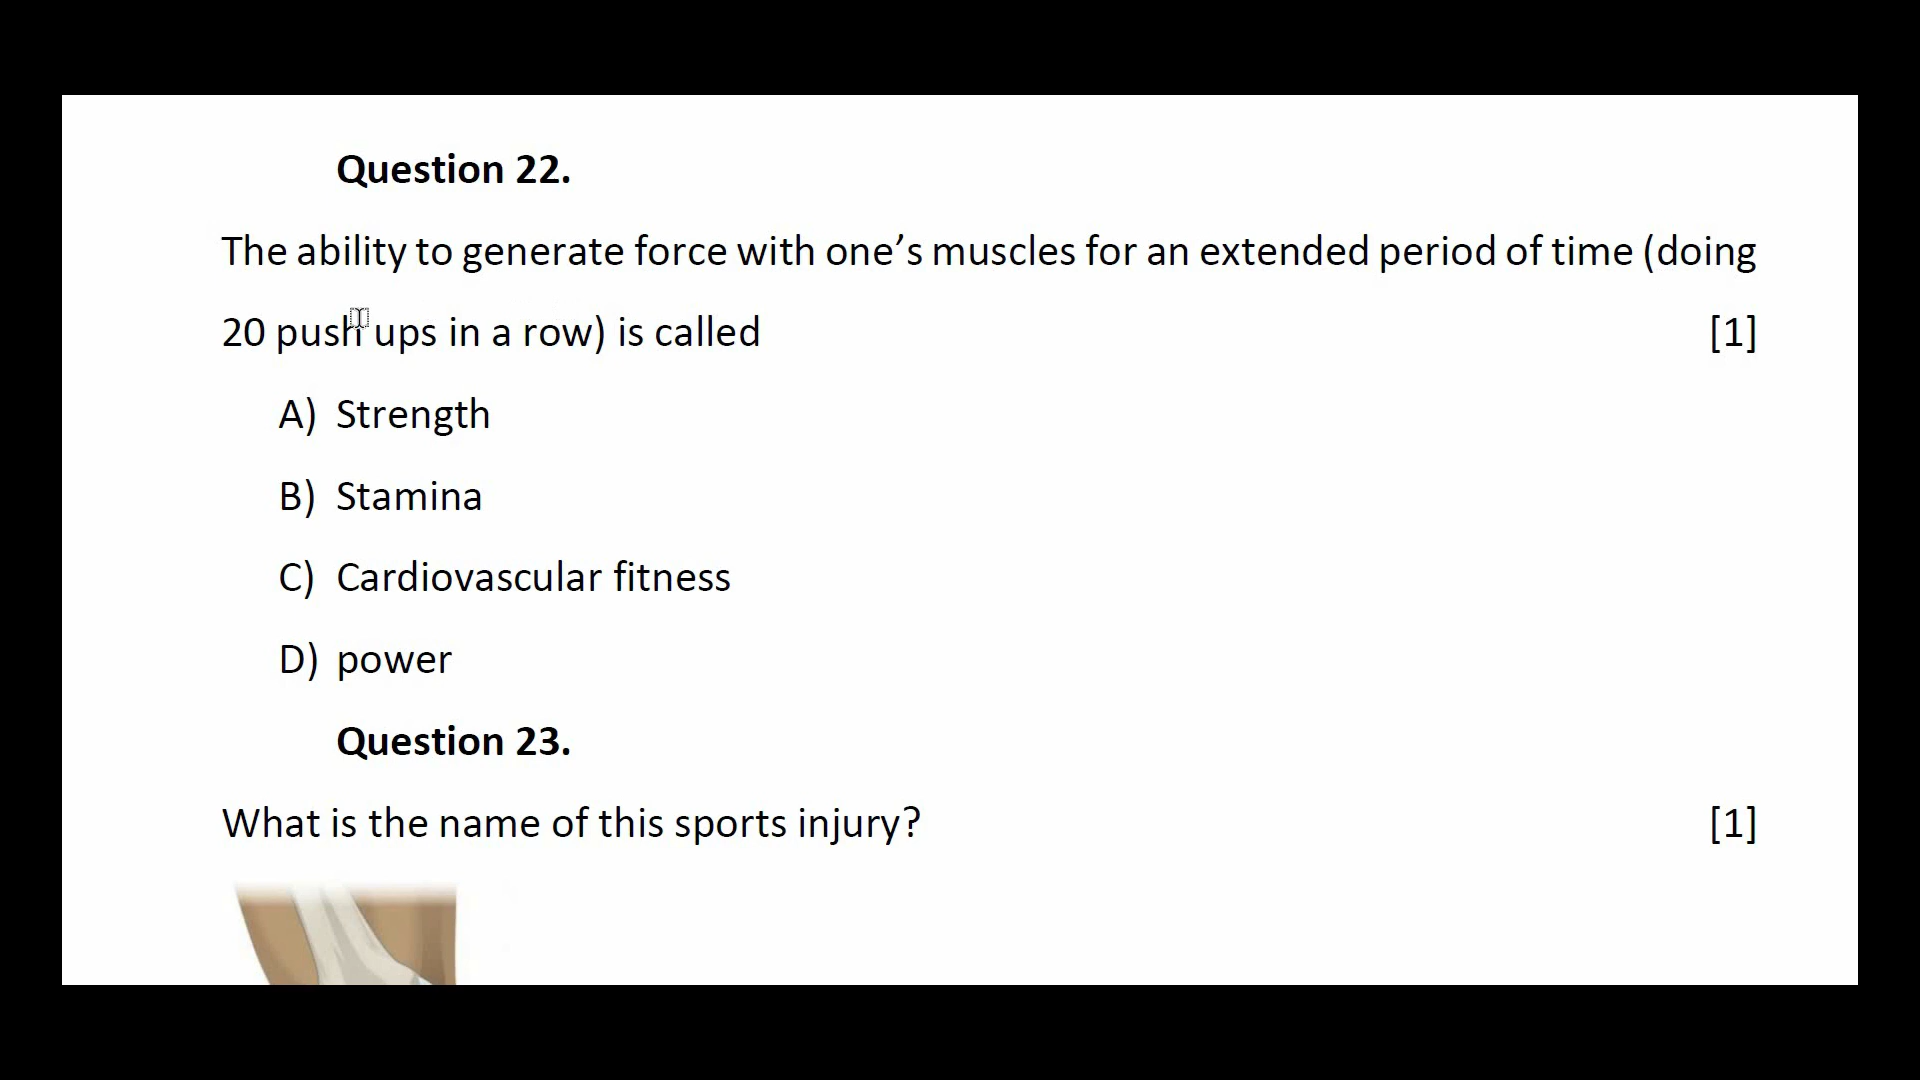 Question 22.
The ability to generate force with one’s muscles for an extended period of time (doing
20 push ups in a row) is called [1]
A) Strength
B) Stamina
C) Cardiovascular fitness
D) power
Question 23.
What is the name of this sports injury? [1]